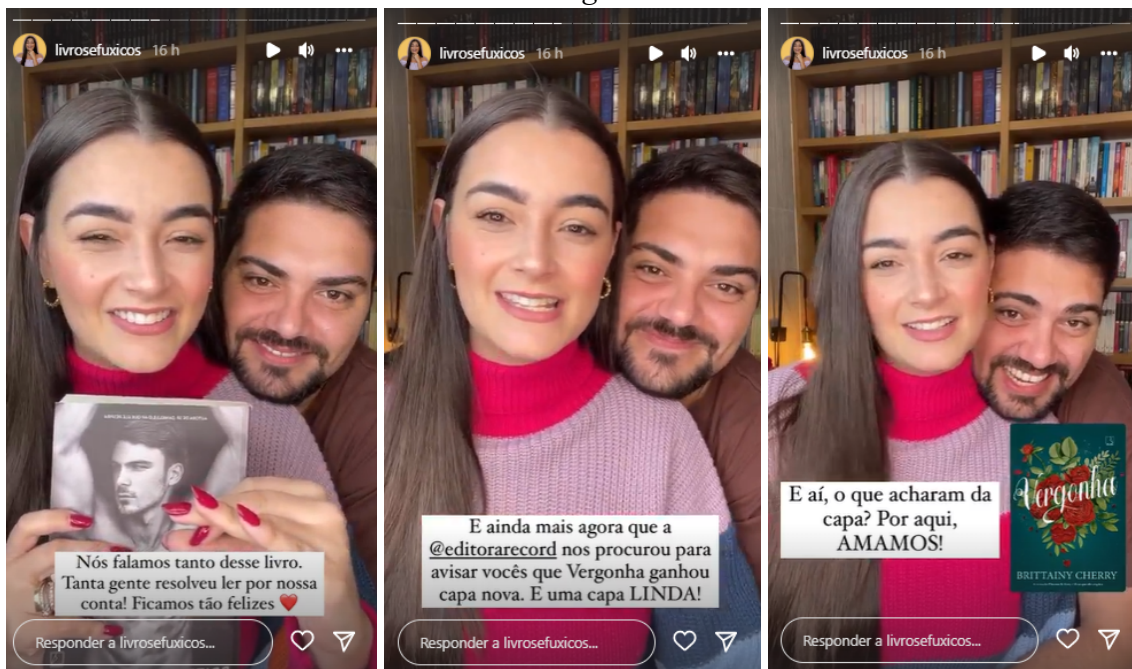 livrosefuxicos 16 h
Nós falamos tanto desse livro.
Tanta gente resolveu ler por nossa
conta! Ficamos tão felizes ❤️
Responder a livrosefuxicos...
livrosefuxicos 16 h
E ainda mais agora que a
@editorarecord nos procurou para
avisar vocês que Vergonha ganhou
capa nova. E uma capa LINDA!
Responder a livrosefuxicos...
livrosefuxicos 16 h
E aí, o que acharam da
capa? Por aqui,
AMAMOS!
Vergonha
BRITTAINY CHERRY
Responder a livrosefuxicos...